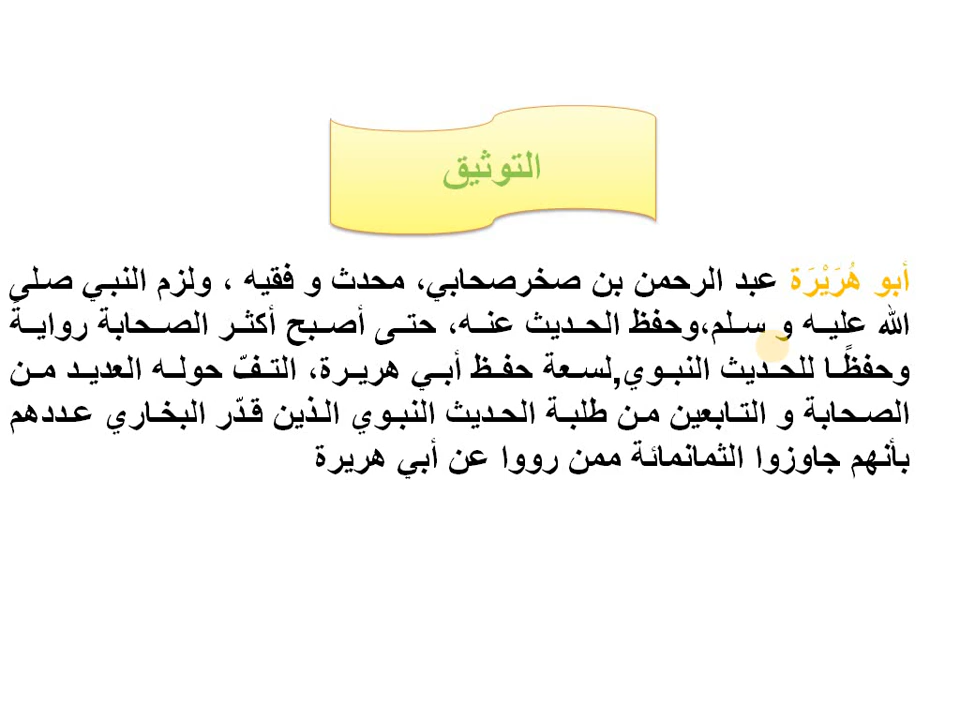 التوثيق
أبو هُرَيْرَة عبد الرحمن بن صخرصحابي، محدث و فقيه ، ولزم النبي صلى
الله عليه و سلم،وحفظ الحديث عنه، حتى أصبح أكثر الصحابة روايةً
وحفظًا للحديث النبوي,لسعة حفظ أبي هريرة، التفّ حوله العديد من
الصحابة و التابعين من طلبة الحديث النبوي الذين قدّر البخاري عددهم
بأنهم جاوزوا الثمانمائة ممن رووا عن أبي هريرة